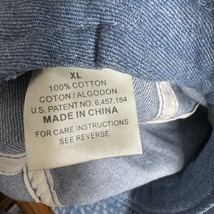 XL
100% COTTON
COTON / ALGODON
U.S. PATENT NO. 6,457,184
MADE IN CHINA
FOR CARE INSTRUCTIONS
SEE REVERSE